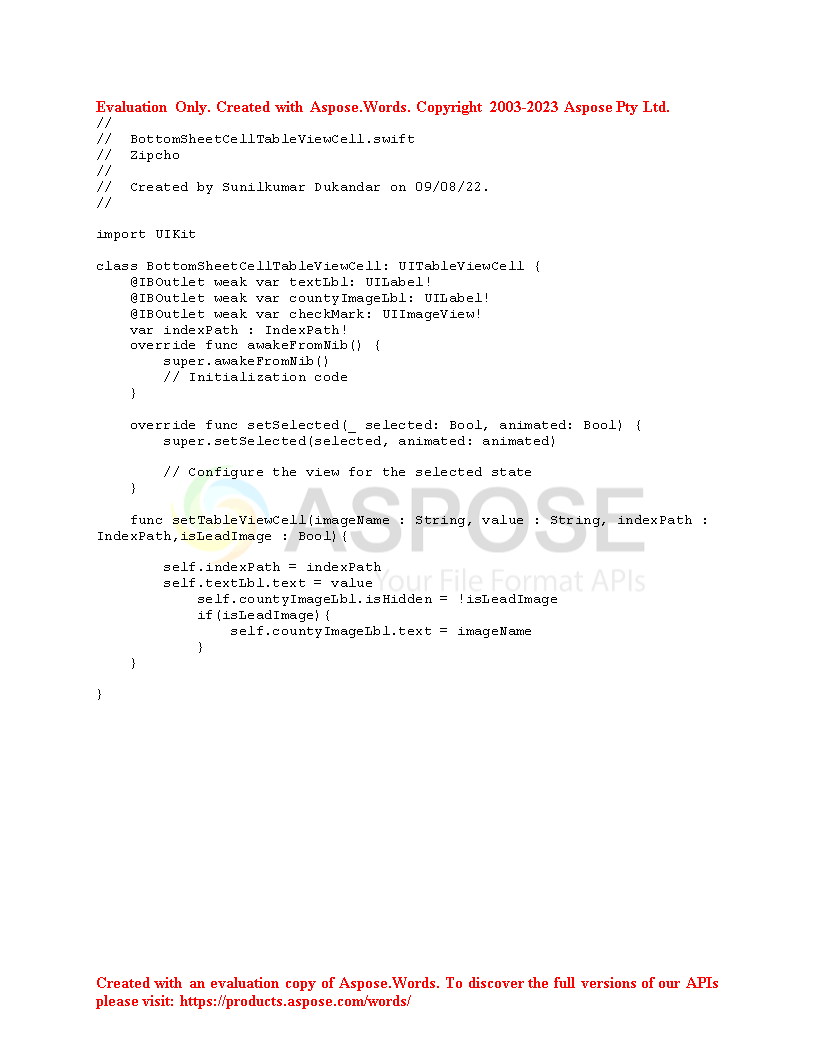 Evaluation Only. Created with Aspose.Words. Copyright 2003-2023 Aspose Pty Ltd.
//
//  BottomSheetCellTableViewCell.swift
//  Zipcho
//
//  Created by Sunilkumar Dukandar on 09/08/22.
//

import UIKit

class BottomSheetCellTableViewCell: UITableViewCell {
    @IBOutlet weak var textLbl: UILabel!
    @IBOutlet weak var countyImageLbl: UILabel!
    @IBOutlet weak var checkMark: UIImageView!
    var indexPath : IndexPath!
    override func awakeFromNib() {
        super.awakeFromNib()
        // Initialization code
    }

    override func setSelected(_ selected: Bool, animated: Bool) {
        super.setSelected(selected, animated: animated)

        // Configure the view for the selected state
    }
ASPOSE
    func setTableViewCell(imageName : String, value : String, indexPath :
IndexPath,isLeadImage : Bool){

        self.indexPath = indexPath
        self.textLbl.text = value
Your File Format APIs
            self.countyImageLbl.isHidden = !isLeadImage
            if(isLeadImage){
                self.countyImageLbl.text = imageName
            }
    }

}
Created with an evaluation copy of Aspose.Words. To discover the full versions of our APIs
please visit: https://products.aspose.com/words/